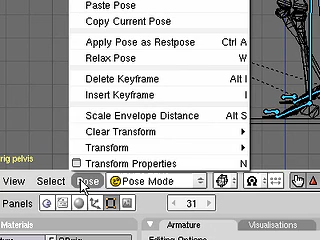 Paste Pose
Copy Current Pose
Apply Pose as Restpose Ctrl A
Relax Pose W
Delete Keyframe Alt I
Insert Keyframe I
Scale Envelope Distance Alt S
Clear Transform
Transform
Transform Properties N
rig pelvis
View Select Pose Pose Mode
Panels 31
Materials Armature Visualisations
Editing Options